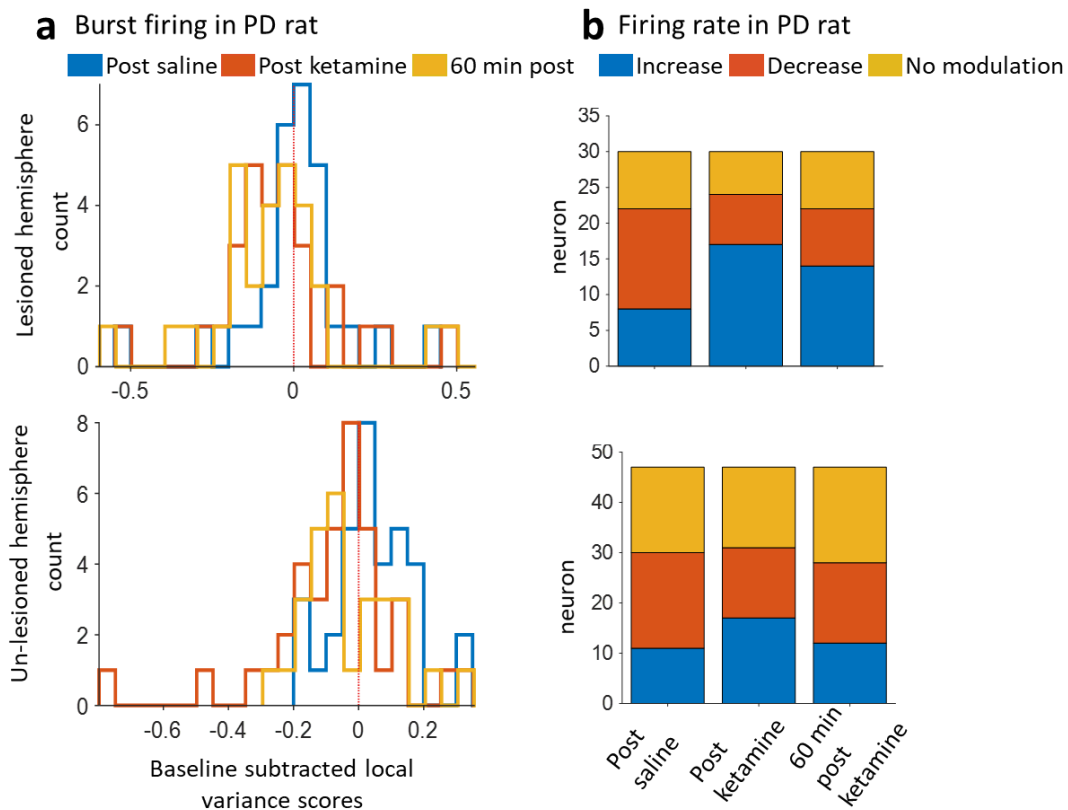 a Burst firing in PD rat
b Firing rate in PD rat
Post saline Post ketamine 60 min post
Increase Decrease No modulation
Lesioned hemisphere
count
6
4
2
0
-0.5 0 0.5
neuron
35
30
25
20
15
10
5
0
Un-lesioned hemisphere
count
8
6
4
2
0
-0.6 -0.4 -0.2 0 0.2
Baseline subtracted local
variance scores
neuron
50
40
30
20
10
0
Post
saline
Post
ketamine
60 min
post
ketamine